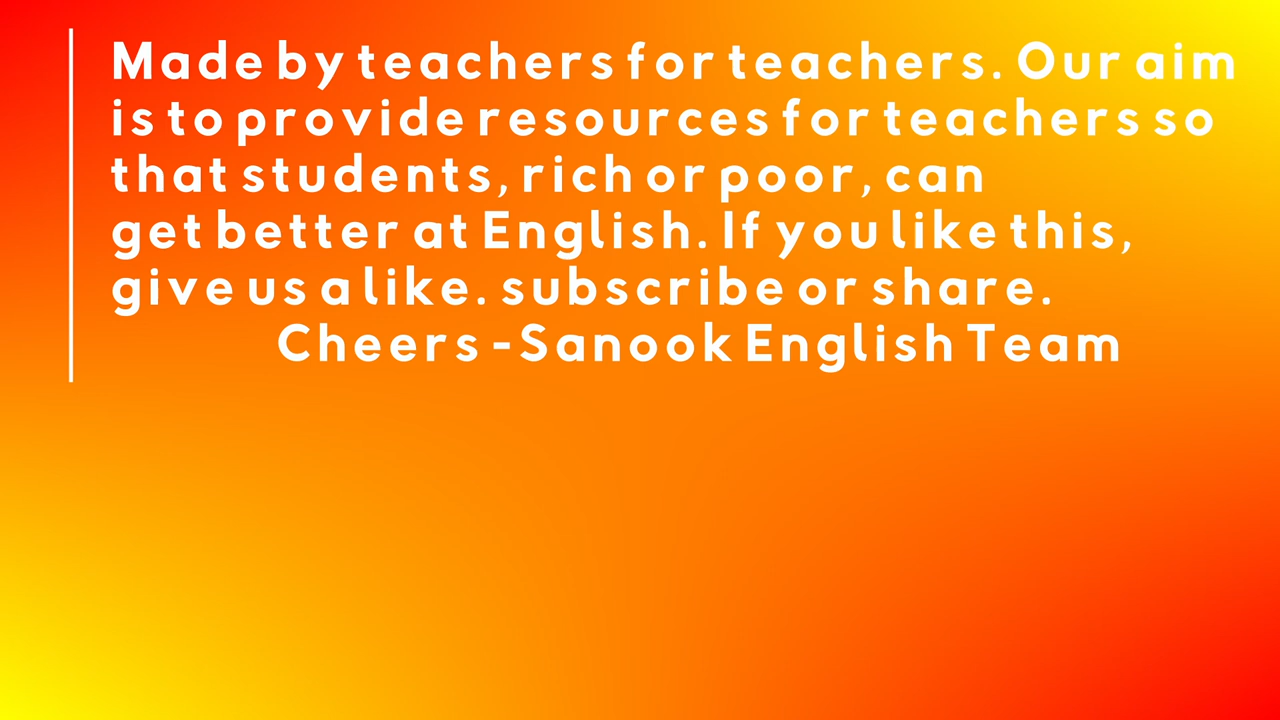 Made by teachers for teachers. Our aim
is to provide resources for teachers so
that students, rich or poor, can
get better at English. If you like this,
give us a like. subscribe or share.
Cheers - Sanook English Team